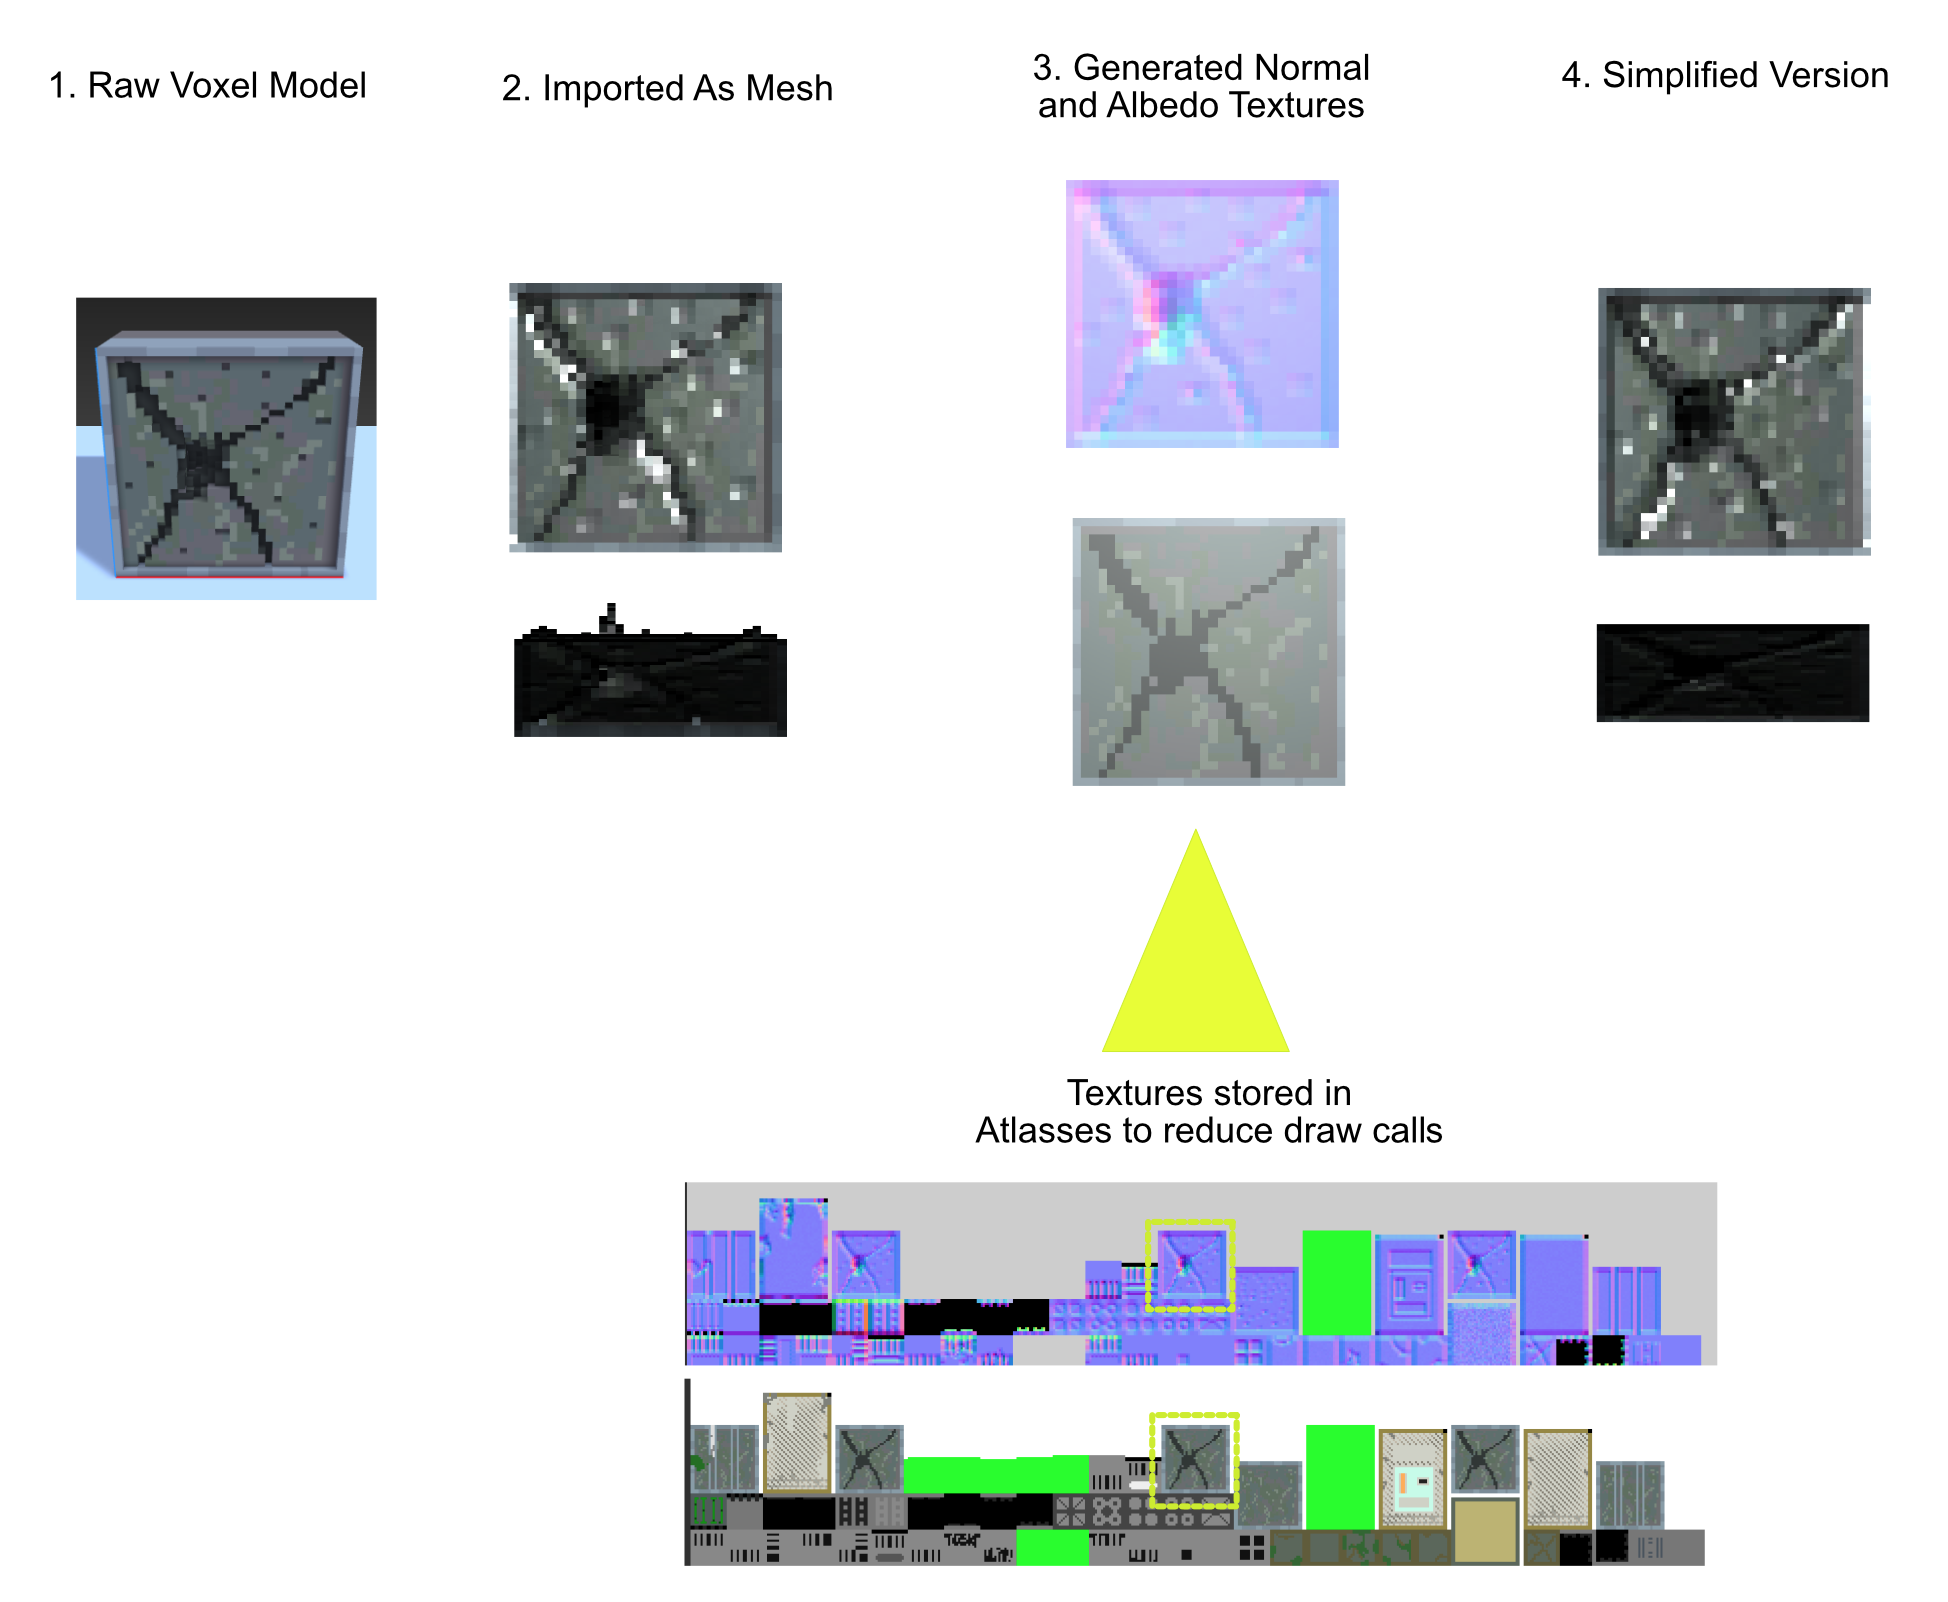 1. Raw Voxel Model
2. Imported As Mesh
3. Generated Normal
and Albedo Textures
4. Simplified Version
Textures stored in
Atlasses to reduce draw calls